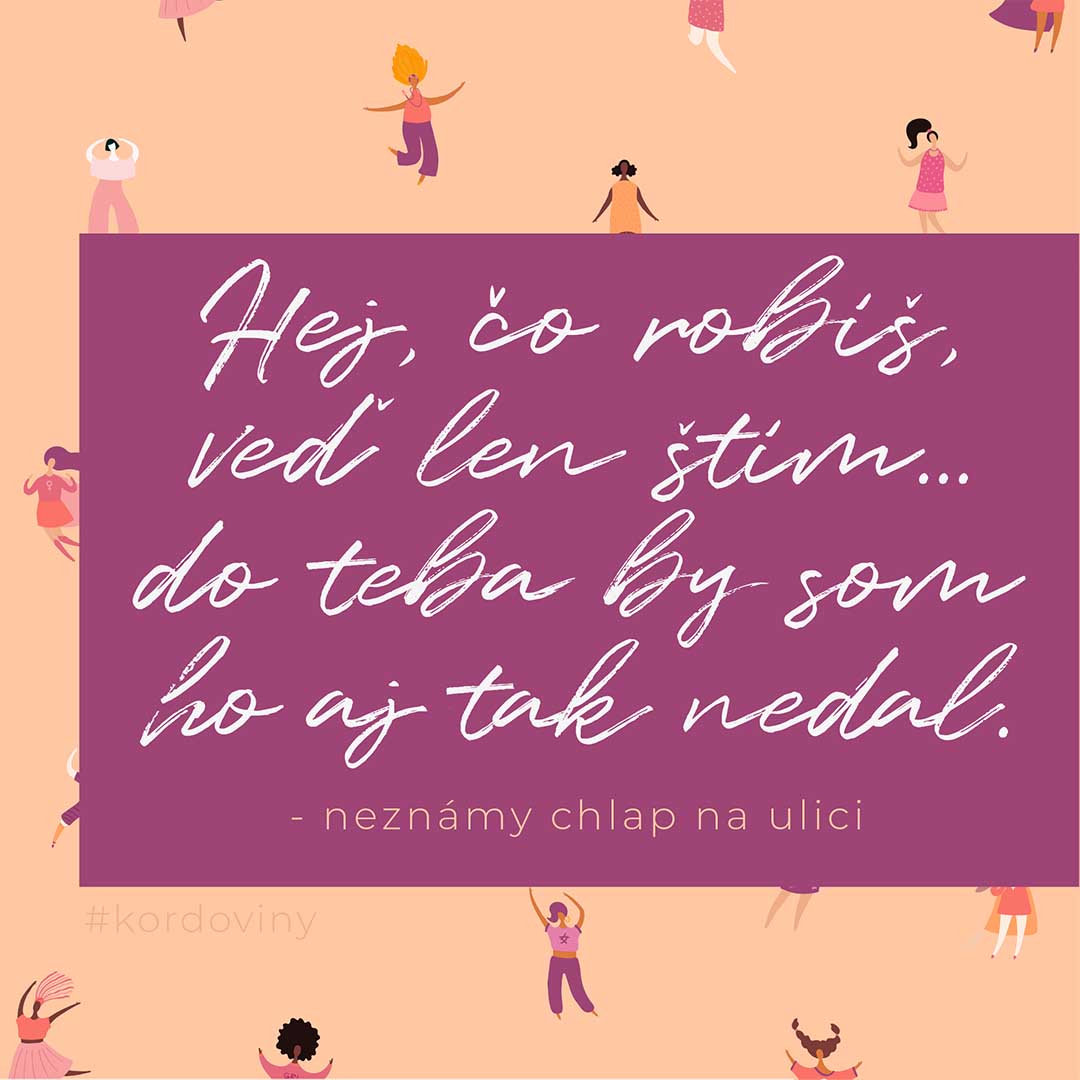 Hej, čo robíš,
veď len štím...
do teba by som
ho aj tak nedal.
- neznámy chlap na ulici
#kordoviny